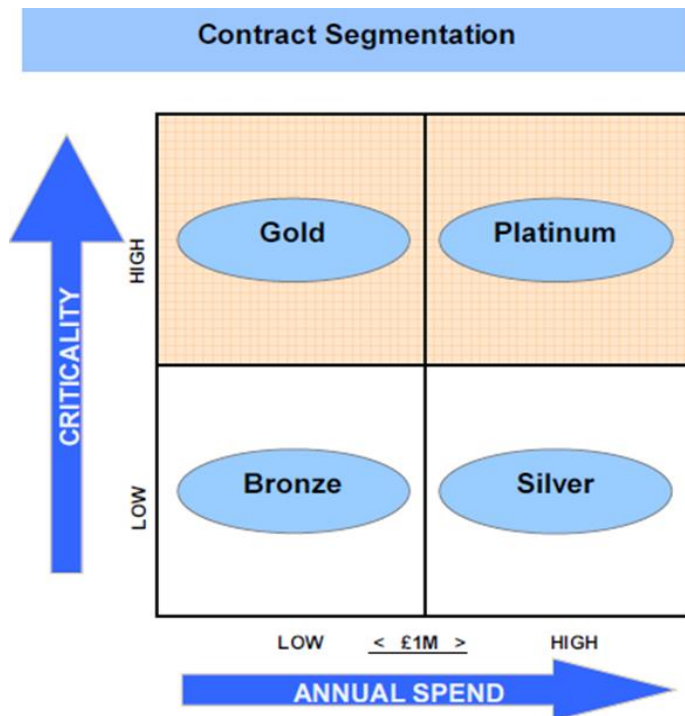 Contract Segmentation
HIGH
Gold
Platinum
CRITICALITY
LOW
Bronze
Silver
LOW < £1M > HIGH
ANNUAL SPEND